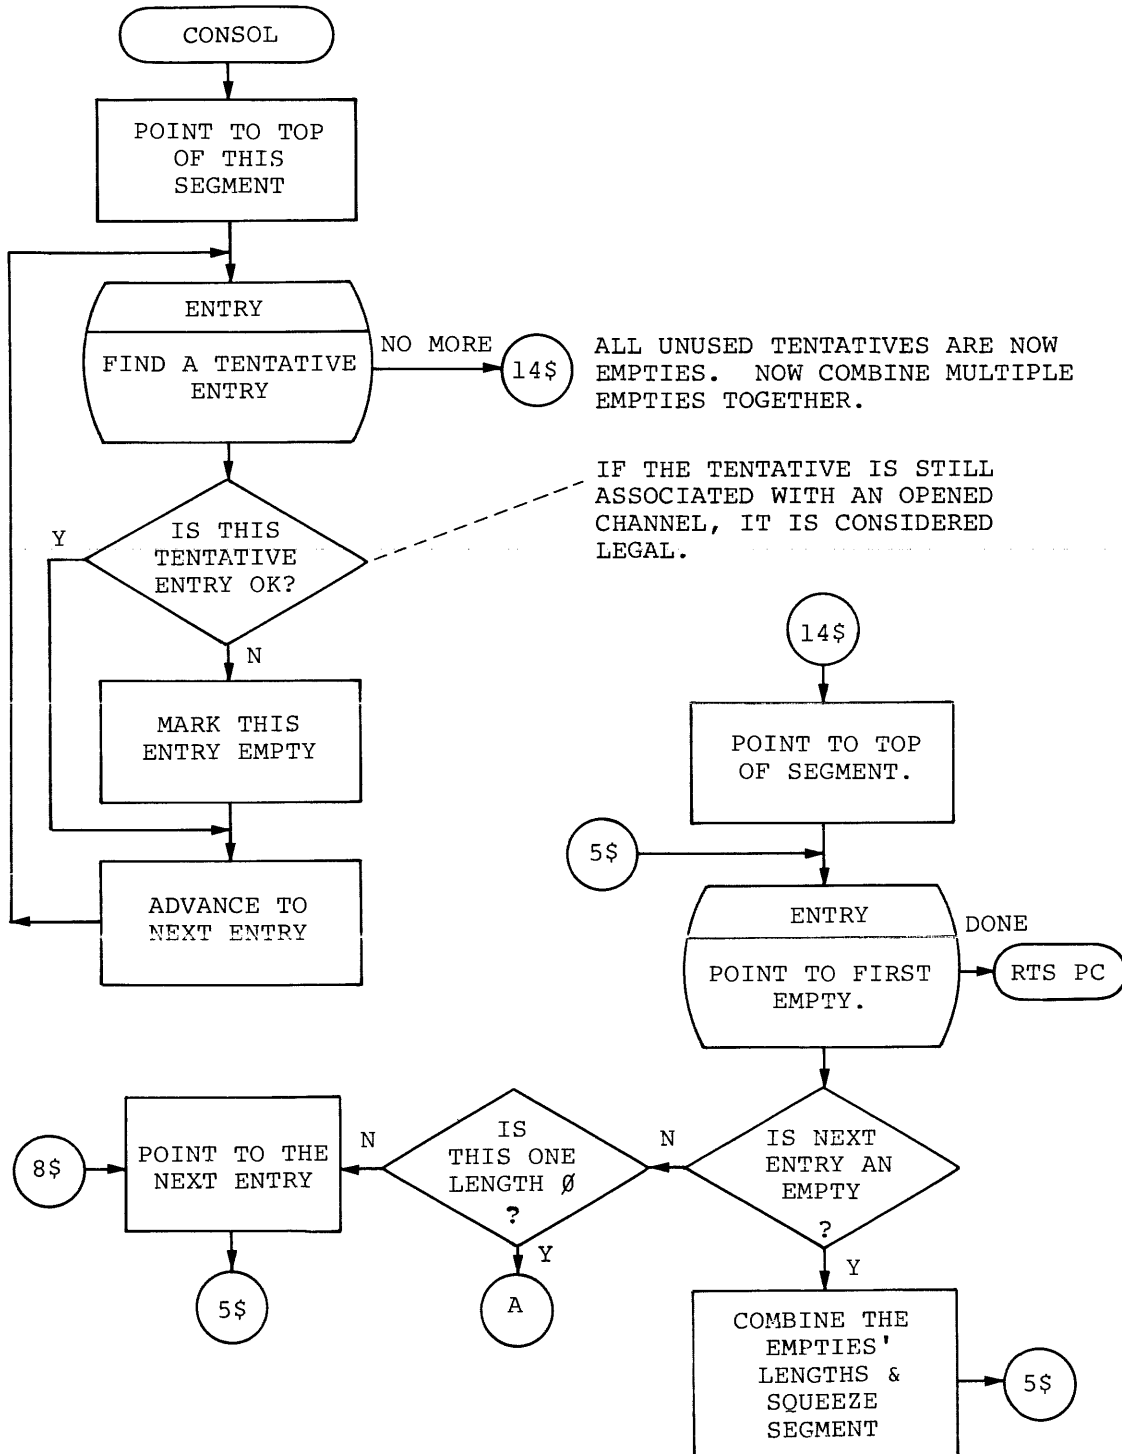 CONSOL
POINT TO TOP
OF THIS
SEGMENT
ENTRY
FIND A TENTATIVE
ENTRY
NO MORE
14$
ALL UNUSED TENTATIVES ARE NOW
EMPTIES. NOW COMBINE MULTIPLE
EMPTIES TOGETHER.
IF THE TENTATIVE IS STILL
ASSOCIATED WITH AN OPENED
CHANNEL, IT IS CONSIDERED
LEGAL.
IS THIS
TENTATIVE
ENTRY OK?
Y
N
MARK THIS
ENTRY EMPTY
ADVANCE TO
NEXT ENTRY
14$
POINT TO TOP
OF SEGMENT.
5$
ENTRY
POINT TO FIRST
EMPTY.
DONE
RTS PC
IS NEXT
ENTRY AN
EMPTY
?
N
Y
IS
THIS ONE
LENGTH Ø
?
N
Y
A
8$
POINT TO THE
NEXT ENTRY
5$
COMBINE THE
EMPTIES'
LENGTHS &
SQUEEZE
SEGMENT
5$